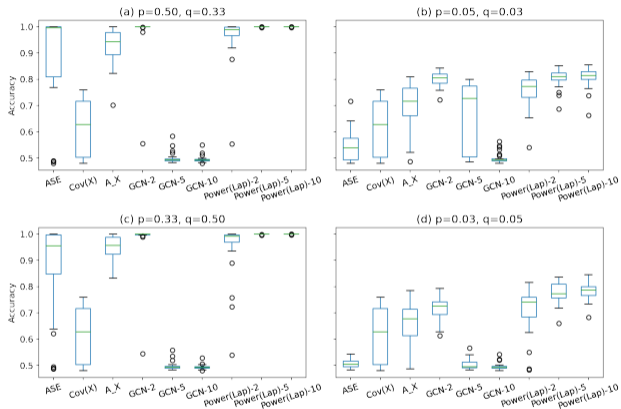 (a) p=0.50, q=0.33
(b) p=0.05, q=0.03
Accuracy
1.0
0.9
0.8
0.7
0.6
0.5
ASE Cov(X) A_X GCN-2 GCN-5 GCN-10 Power(Lap)-2 Power(Lap)-5 Power(Lap)-10
ASE Cov(X) A_X GCN-2 GCN-5 GCN-10 Power(Lap)-2 Power(Lap)-5 Power(Lap)-10
(c) p=0.33, q=0.50
(d) p=0.03, q=0.05
Accuracy
1.0
0.9
0.8
0.7
0.6
0.5
ASE Cov(X) A_X GCN-2 GCN-5 GCN-10 Power(Lap)-2 Power(Lap)-5 Power(Lap)-10
ASE Cov(X) A_X GCN-2 GCN-5 GCN-10 Power(Lap)-2 Power(Lap)-5 Power(Lap)-10